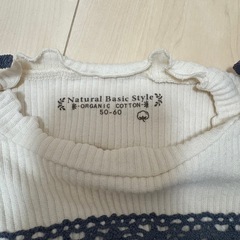 Natural Basic Style
ORGANIC COTTON
50-60